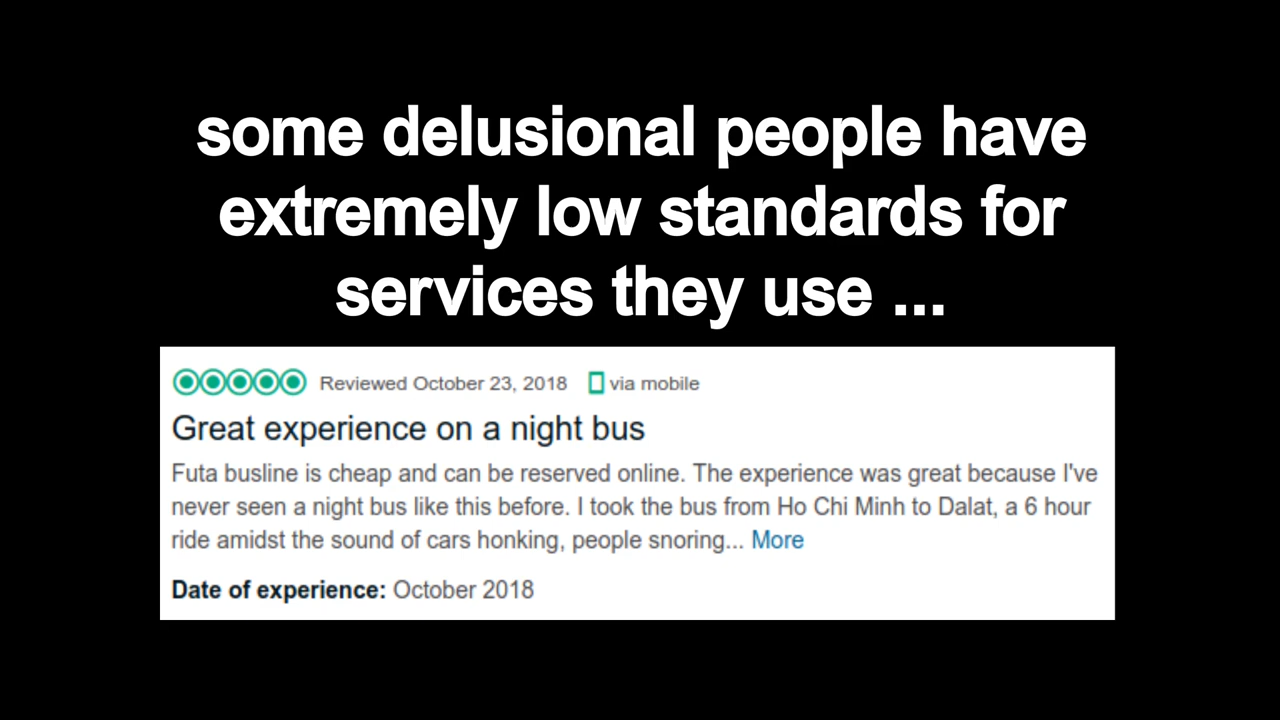 some delusional people have
extremely low standards for
services they use ...
Reviewed October 23, 2018 via mobile
Great experience on a night bus
Futa busline is cheap and can be reserved online. The experience was great because I've
never seen a night bus like this before. I took the bus from Ho Chi Minh to Dalat, a 6 hour
ride amidst the sound of cars honking, people snoring... More
Date of experience: October 2018